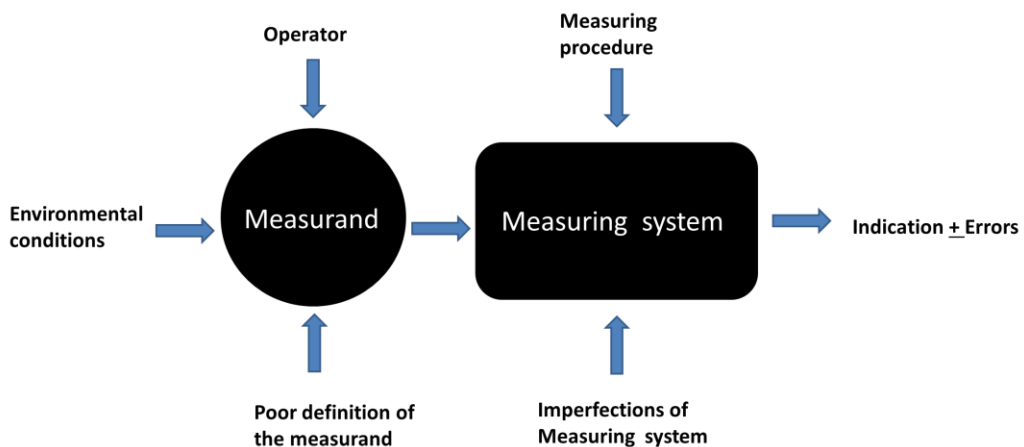 Operator
Measuring
procedure
Environmental
conditions
Measurand
Measuring system
Indication + Errors
Poor definition of
the measurand
Imperfections of
Measuring system